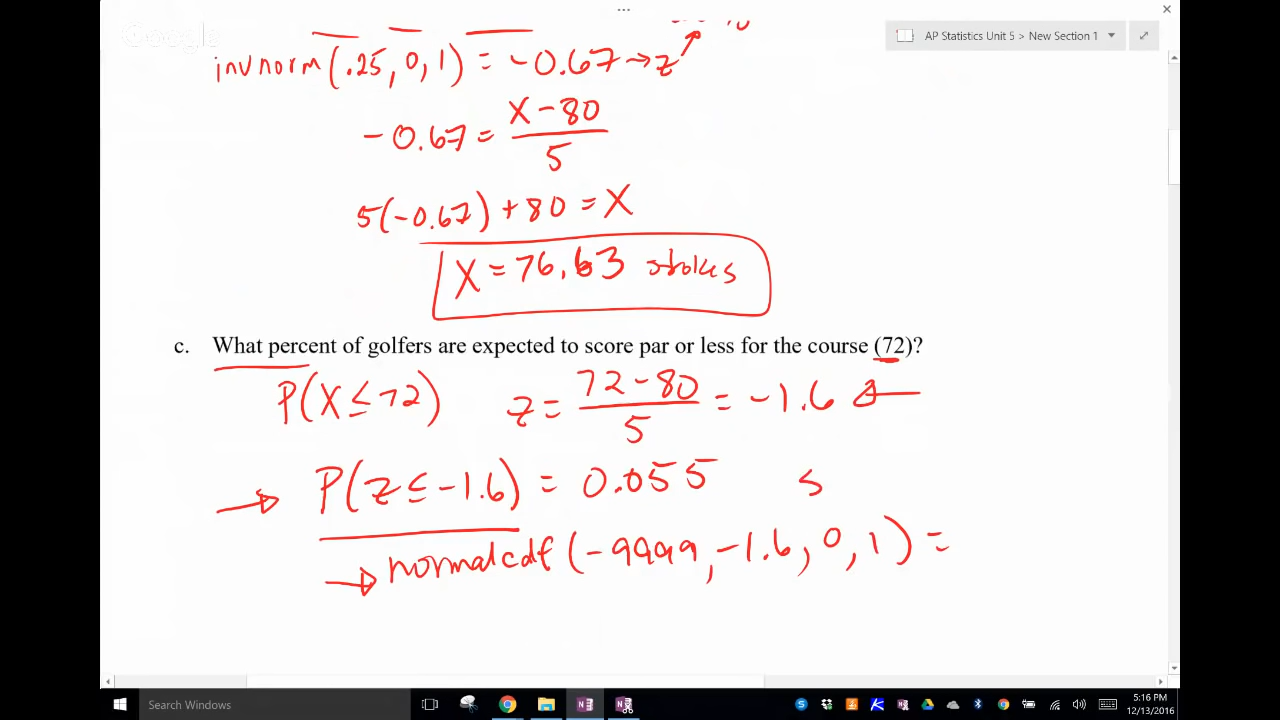 Google
AP Statistics Unit 5 > New Section 1
invnorm(.25, 0, 1) = -0.67 → z
-0.67 = (x - 80)/5
5(-0.67) + 80 = X
X = 76.63 strokes
c. What percent of golfers are expected to score par or less for the course (72)?
P(X ≤ 72) z = (72 - 80)/5 = -1.6 ←
→ P(z ≤ -1.6) = 0.055 s
→ normalcdf(-9999, -1.6, 0, 1) =
Search Windows
5:16 PM
12/13/2016